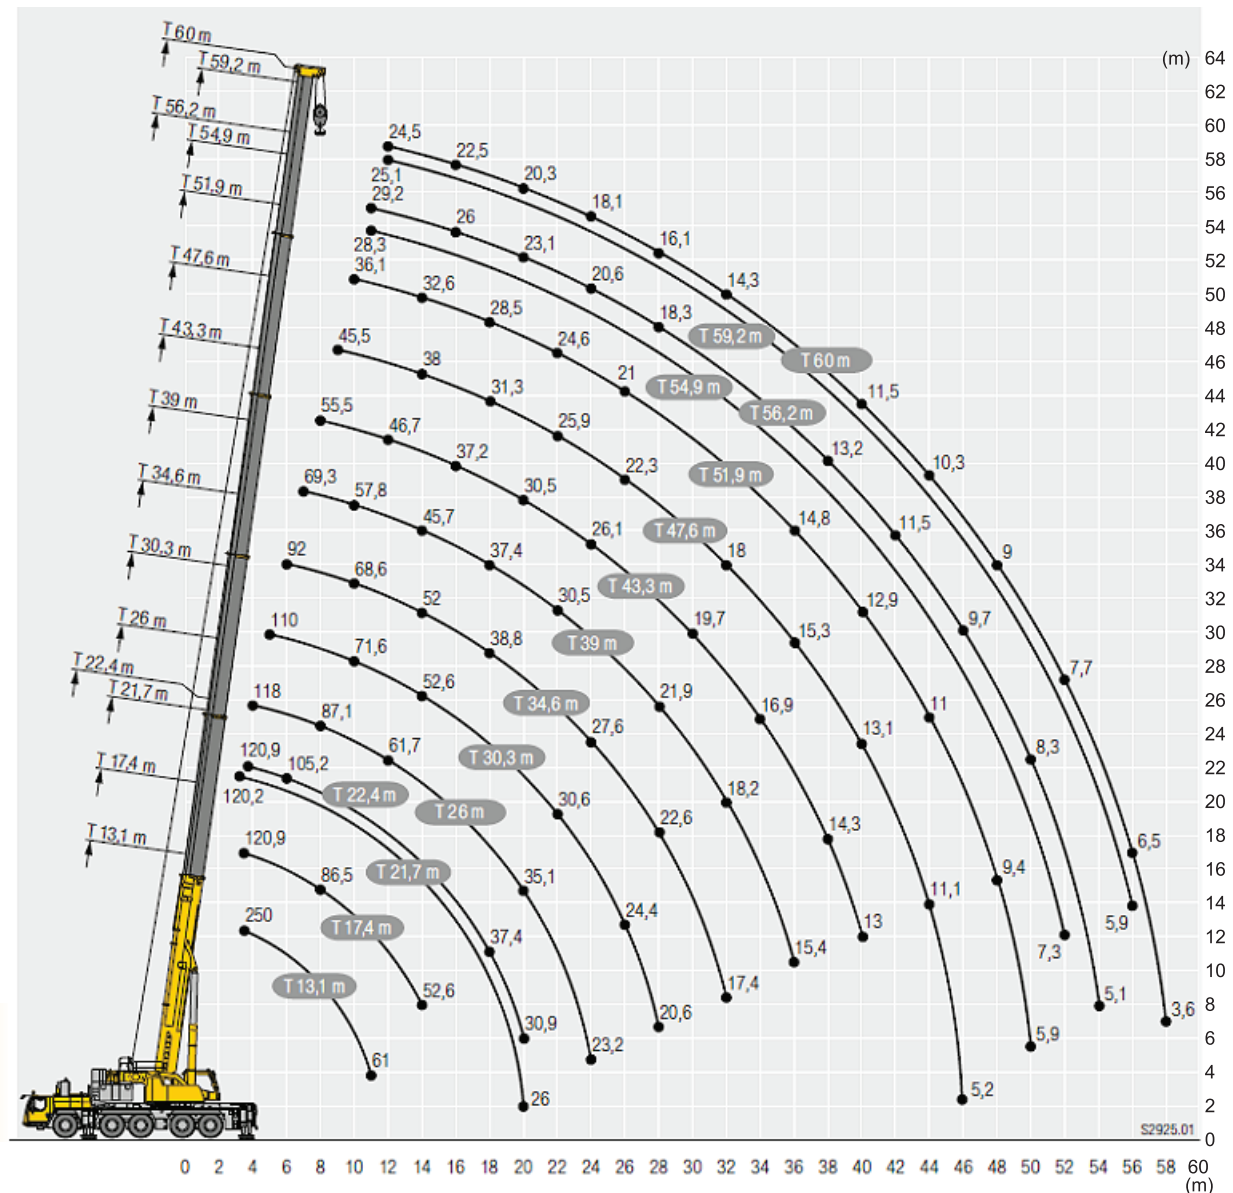 T 60 m
T 59,2 m
T 56,2 m
T 54,9 m
T 51,9 m
T 47,6 m
T 43,3 m
T 39 m
T 34,6 m
T 30,3 m
T 26 m
T 22,4 m
T 21,7 m
T 17,4 m
T 13,1 m
24,5 22,5 20,3 18,1 16,1 14,3 T 60 m 11,5 10,3 9 7,7 6,5 3,6
25,1 T 59,2 m 5,9
29,2 26 23,1 20,6 18,3 T 56,2 m 13,2 11,5 9,7 8,3 5,1
28,3 T 54,9 m 7,3
36,1 32,6 28,5 24,6 21 T 51,9 m 14,8 12,9 11 9,4 5,9
45,5 38 31,3 25,9 22,3 T 47,6 m 18 15,3 13,1 11,1 5,2
55,5 46,7 37,2 30,5 26,1 T 43,3 m 19,7 16,9 14,3 13
69,3 57,8 45,7 37,4 30,5 T 39 m 21,9 18,2 15,4
92 68,6 52 38,8 T 34,6 m 27,6 22,6 17,4
110 71,6 52,6 T 30,3 m 30,6 24,4 20,6
118 87,1 61,7 T 26 m 35,1 23,2
120,9 105,2 T 22,4 m 37,4 30,9
120,2 T 21,7 m 26
120,9 86,5 T 17,4 m 52,6
250 T 13,1 m 61
(m) 64
62
60
58
56
54
52
50
48
46
44
42
40
38
36
34
32
30
28
26
24
22
20
18
16
14
12
10
8
6
4
2
0
S2925.01
0 2 4 6 8 10 12 14 16 18 20 22 24 26 28 30 32 34 36 38 40 42 44 46 48 50 52 54 56 58 60
(m)